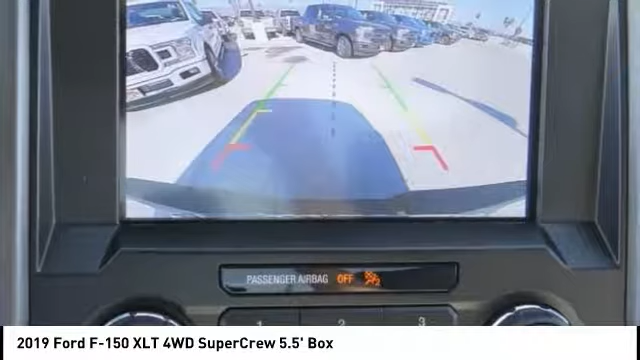 PASSENGER AIRBAG OFF
1 2 3
2019 Ford F-150 XLT 4WD SuperCrew 5.5' Box